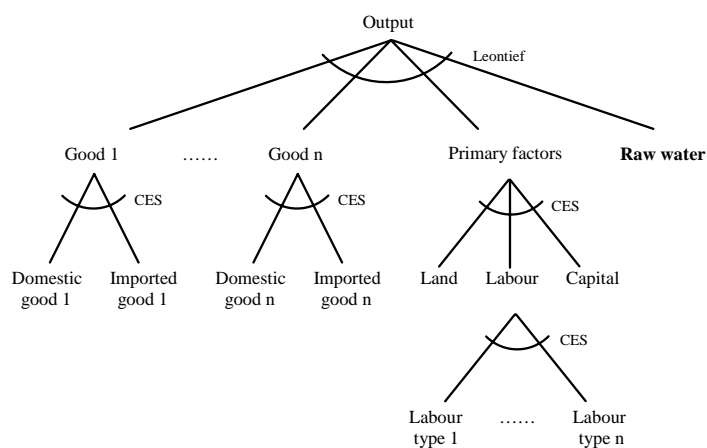 Output
Leontief
Good 1
......
Good n
Primary factors
Raw water
CES
CES
CES
Domestic
good 1
Imported
good 1
Domestic
good n
Imported
good n
Land
Labour
Capital
CES
Labour
type 1
......
Labour
type n